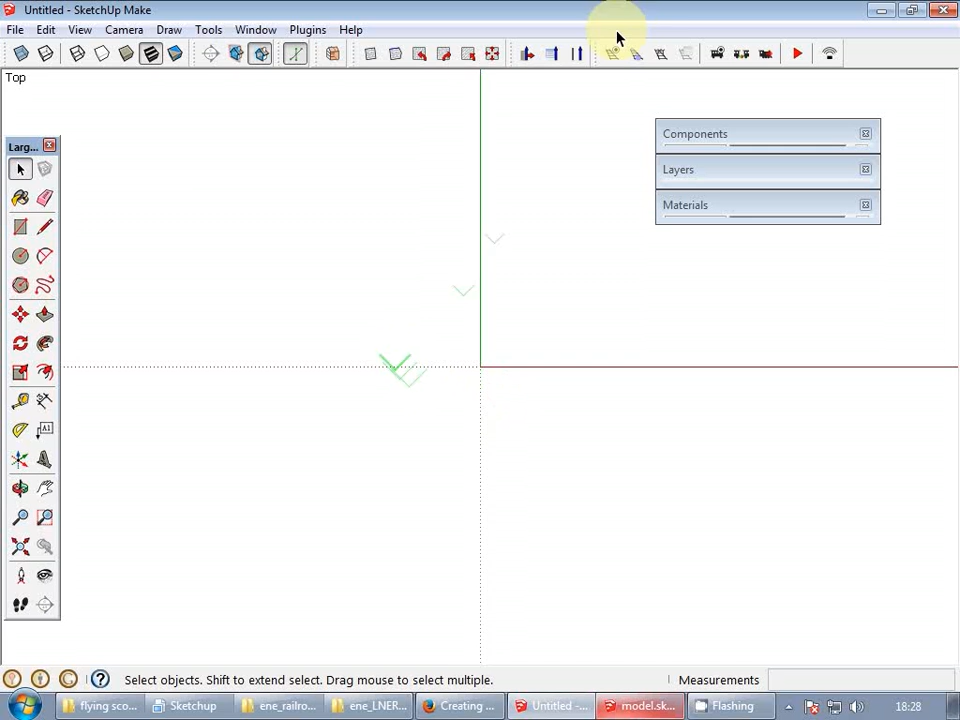 Untitled - SketchUp Make
File Edit View Camera Draw Tools Window Plugins Help
Top
Larg...
Components
Layers
Materials
A1
Select objects. Shift to extend select. Drag mouse to select multiple.
Measurements
flying sco...
Sketchup
ene_railro...
ene_LNER...
Creating ...
Untitled -...
model.sk...
Flashing
18:28